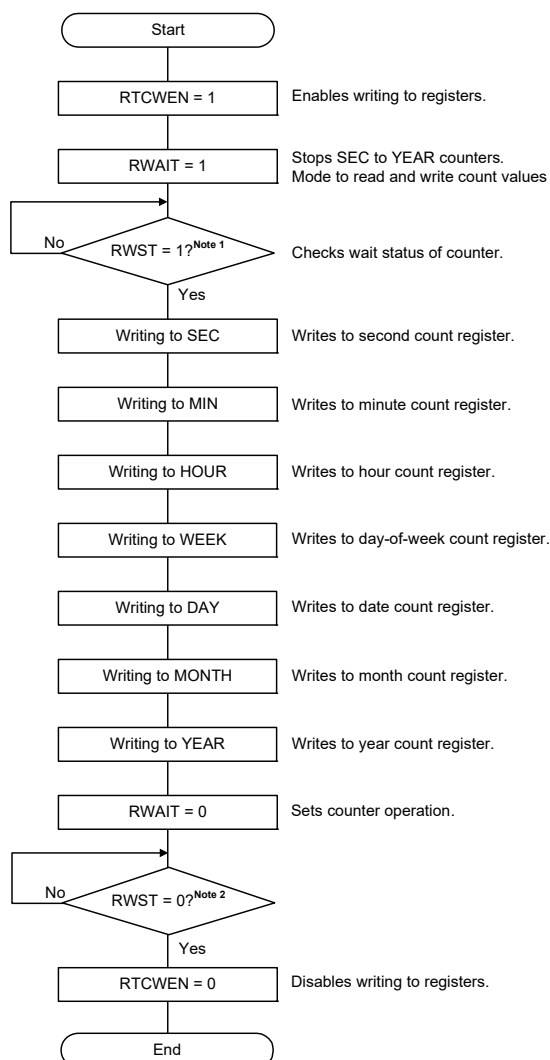 Start
RTCWEN = 1
Enables writing to registers.
RWAIT = 1
Stops SEC to YEAR counters.
Mode to read and write count values
No
RWST = 1?Note 1
Checks wait status of counter.
Yes
Writing to SEC
Writes to second count register.
Writing to MIN
Writes to minute count register.
Writing to HOUR
Writes to hour count register.
Writing to WEEK
Writes to day-of-week count register.
Writing to DAY
Writes to date count register.
Writing to MONTH
Writes to month count register.
Writing to YEAR
Writes to year count register.
RWAIT = 0
Sets counter operation.
No
RWST = 0?Note 2
Yes
RTCWEN = 0
Disables writing to registers.
End